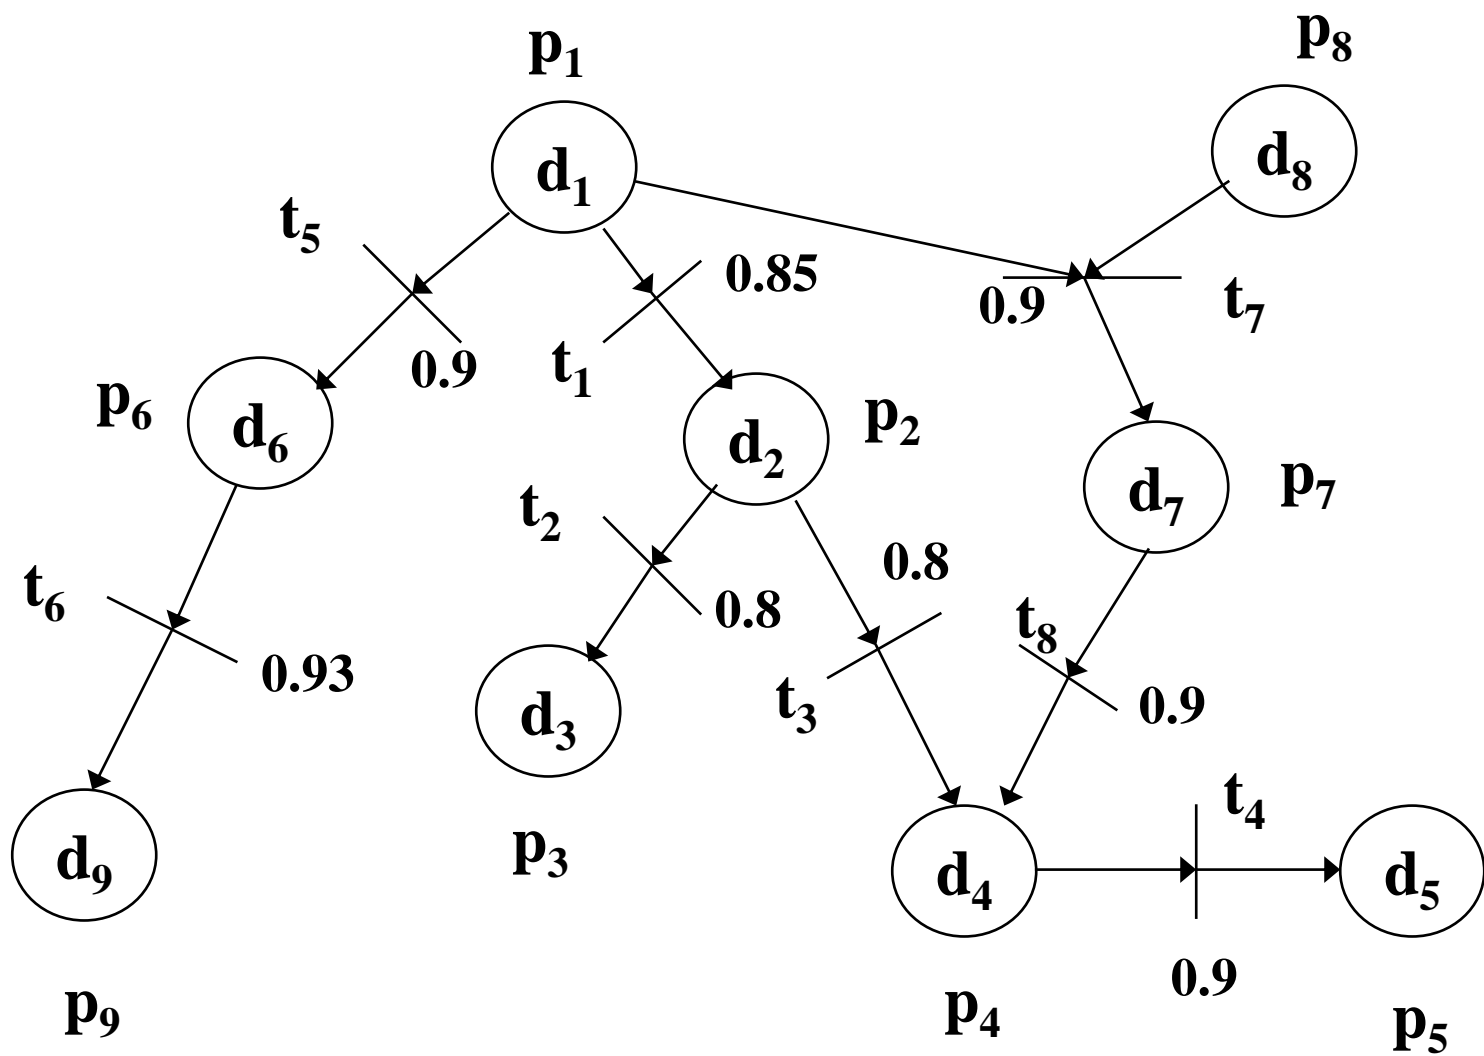 p₁
p₈
d₁
d₈
t₅
0.85
0.9
t₇
0.9
t₁
p₆
d₆
d₂
p₂
d₇
p₇
t₂
0.8
t₆
0.8
t₈
0.93
t₃
0.9
d₃
t₄
d₉
p₃
d₄
d₅
0.9
p₉
p₄
p₅